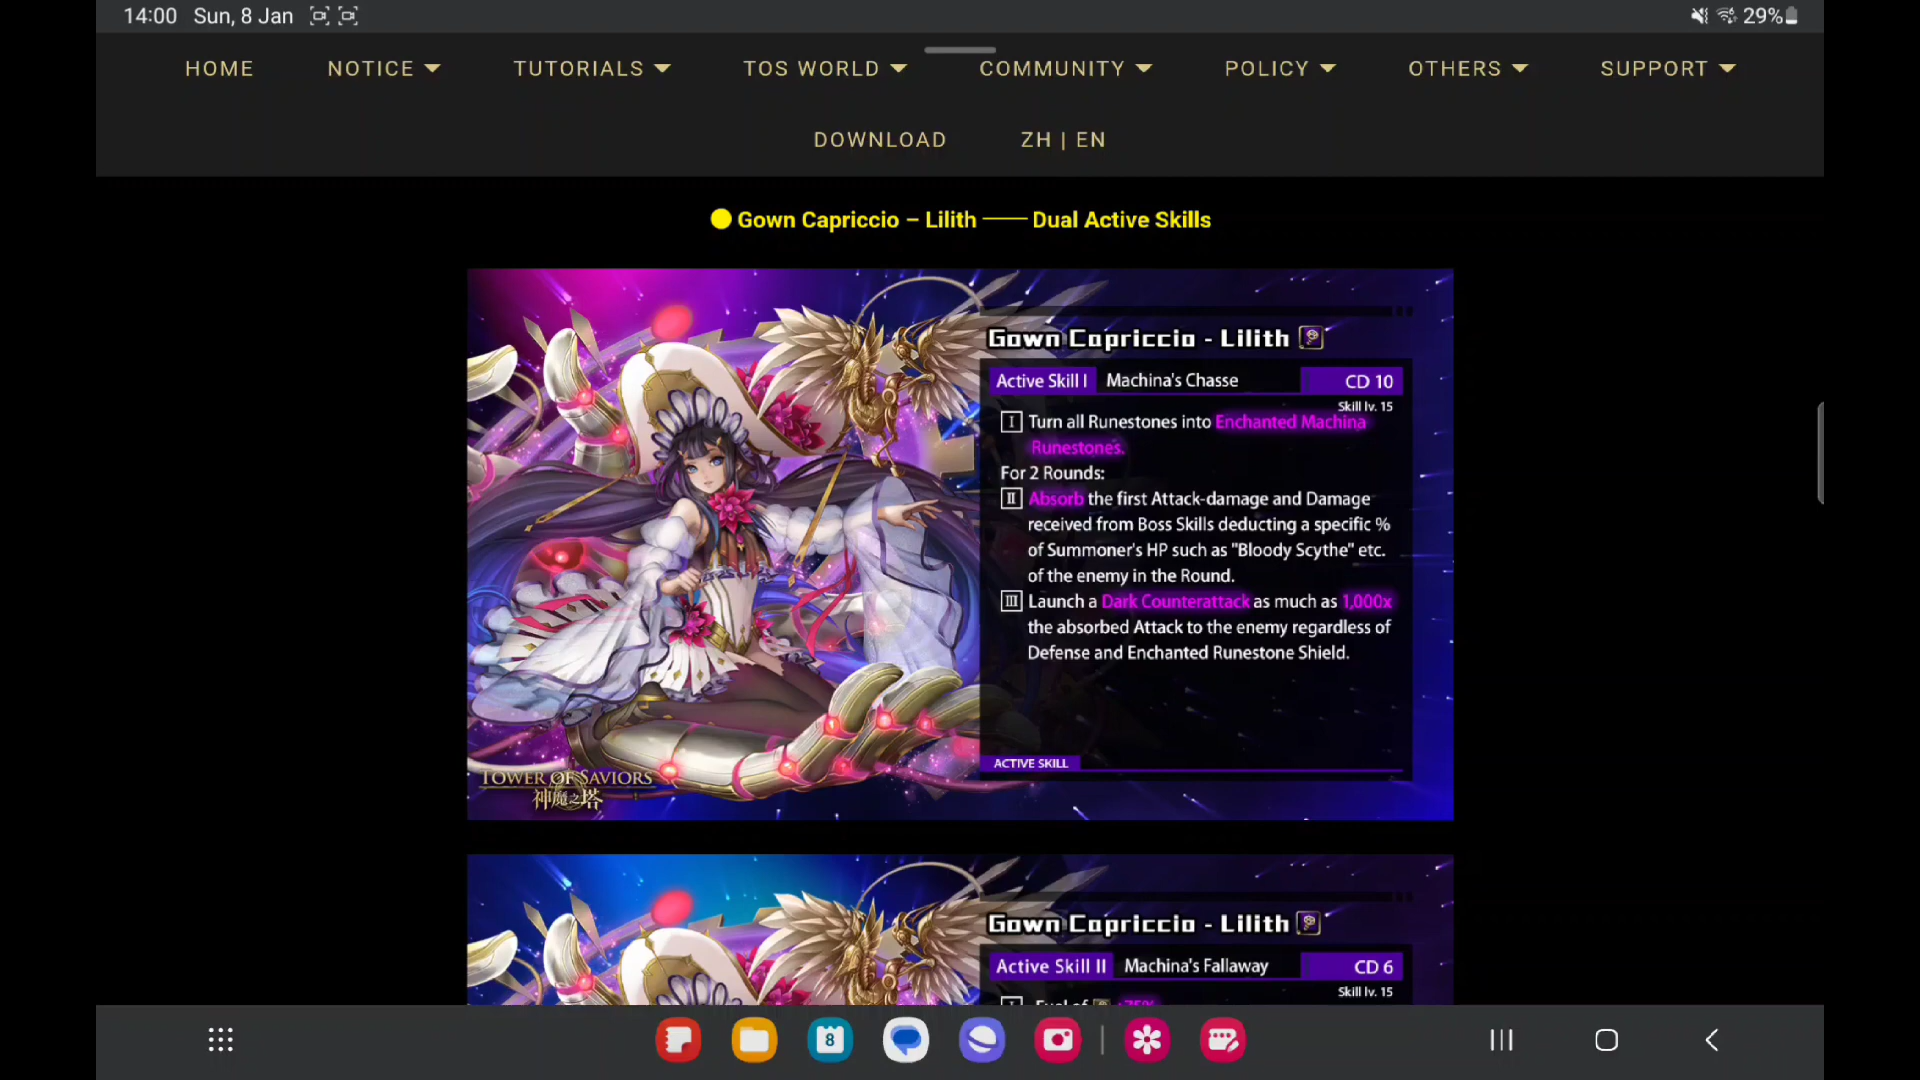 14:00 Sun, 8 Jan
29%
HOME NOTICE TUTORIALS TOS WORLD COMMUNITY POLICY OTHERS SUPPORT
DOWNLOAD ZH | EN
Gown Capriccio – Lilith —— Dual Active Skills
Gown Capriccio - Lilith
Active Skill I Machina's Chasse CD 10
Skill lv. 15
I Turn all Runestones into Enchanted Machina
Runestones.
For 2 Rounds:
II Absorb the first Attack-damage and Damage
received from Boss Skills deducting a specific %
of Summoner's HP such as "Bloody Scythe" etc.
of the enemy in the Round.
III Launch a Dark Counterattack as much as 1,000x
the absorbed Attack to the enemy regardless of
Defense and Enchanted Runestone Shield.
ACTIVE SKILL
TOWER OF SAVIORS
神魔之塔
Gown Capriccio - Lilith
Active Skill II Machina's Fallaway CD 6
Skill lv. 15
I Fuel of +75%
8